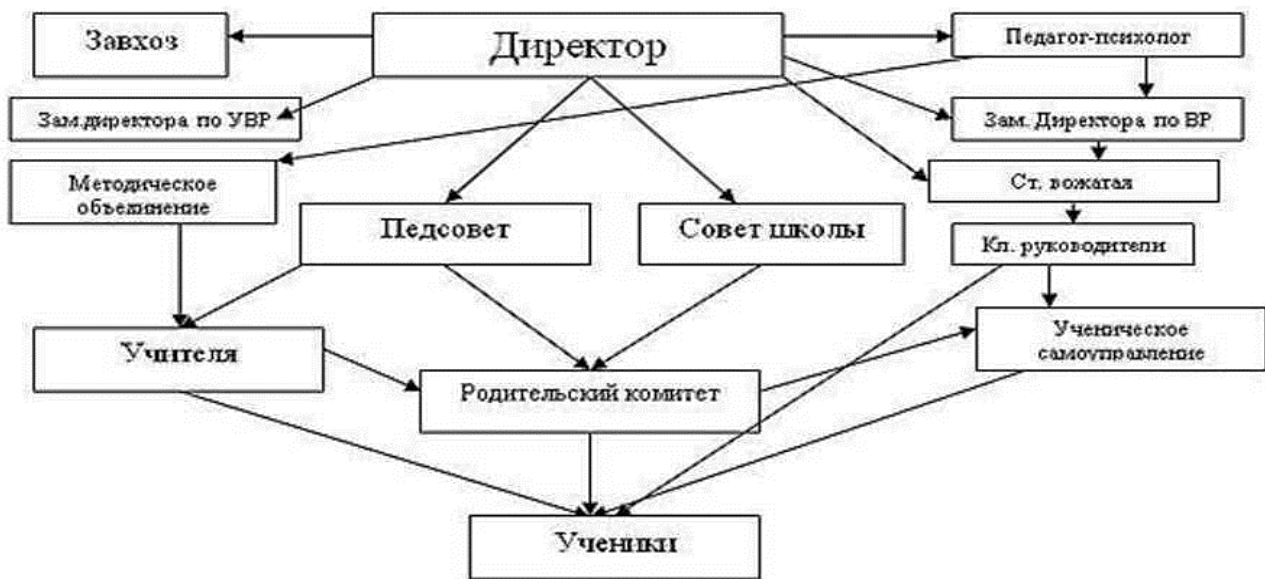 Завхоз
Директор
Педагог-психолог
Зам.директора по УВР
Зам. Директора по ВР
Методическое
объединение
Ст. вожатая
Педсовет
Совет школы
Кл. руководители
Учителя
Ученическое
самоуправление
Родительский комитет
Ученики